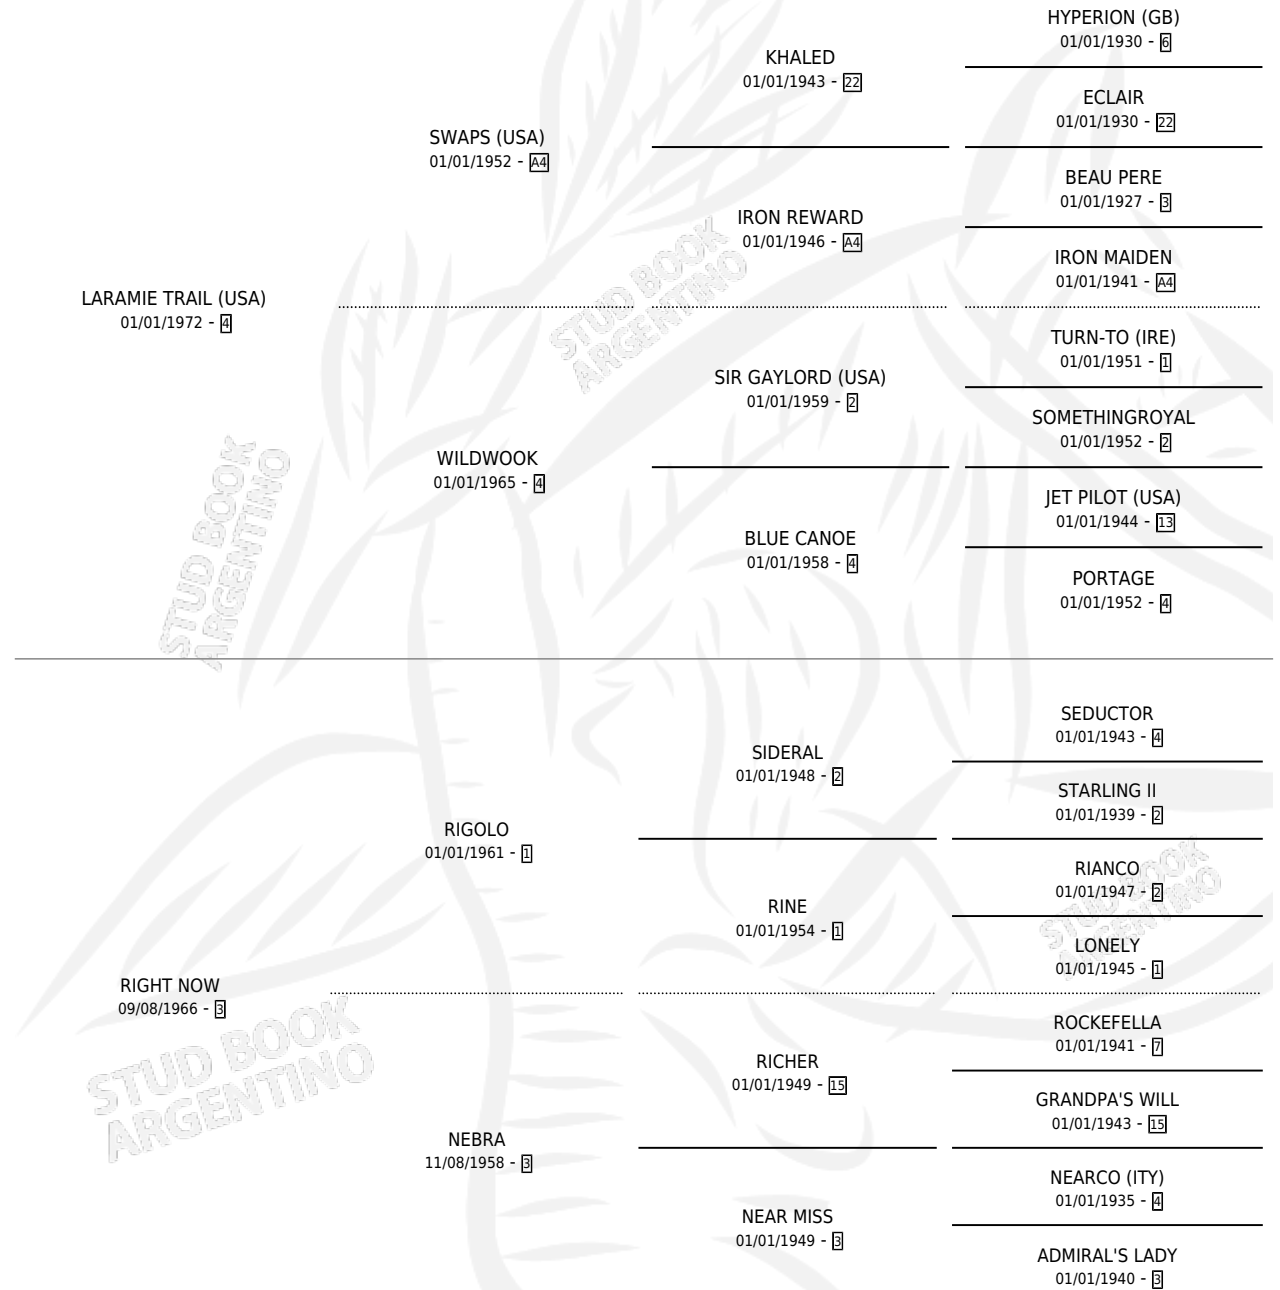 HYPERION (GB)
01/01/1930 - 6
KHALED
01/01/1943 - 22
ECLAIR
01/01/1930 - 22
SWAPS (USA)
01/01/1952 - A4
BEAU PERE
01/01/1927 - 3
IRON REWARD
01/01/1946 - A4
IRON MAIDEN
01/01/1941 - A4
LARAMIE TRAIL (USA)
01/01/1972 - 4
TURN-TO (IRE)
01/01/1951 - 1
SIR GAYLORD (USA)
01/01/1959 - 2
SOMETHINGROYAL
01/01/1952 - 2
WILDWOOK
01/01/1965 - 4
JET PILOT (USA)
01/01/1944 - 13
BLUE CANOE
01/01/1958 - 4
PORTAGE
01/01/1952 - 4
SEDUCTOR
01/01/1943 - 4
SIDERAL
01/01/1948 - 2
STARLING II
01/01/1939 - 2
RIGOLO
01/01/1961 - 1
RIANCO
01/01/1947 - 2
RINE
01/01/1954 - 1
LONELY
01/01/1945 - 1
RIGHT NOW
09/08/1966 - 3
ROCKEFELLA
01/01/1941 - 7
RICHER
01/01/1949 - 15
GRANDPA'S WILL
01/01/1943 - 15
NEBRA
11/08/1958 - 3
NEARCO (ITY)
01/01/1935 - 4
NEAR MISS
01/01/1949 - 3
ADMIRAL'S LADY
01/01/1940 - 3
STUD BOOK
ARGENTINO
STUD BOOK
ARGENTINO
STUD BOOK
ARGENTINO
STUD BOOK
ARGENTINO